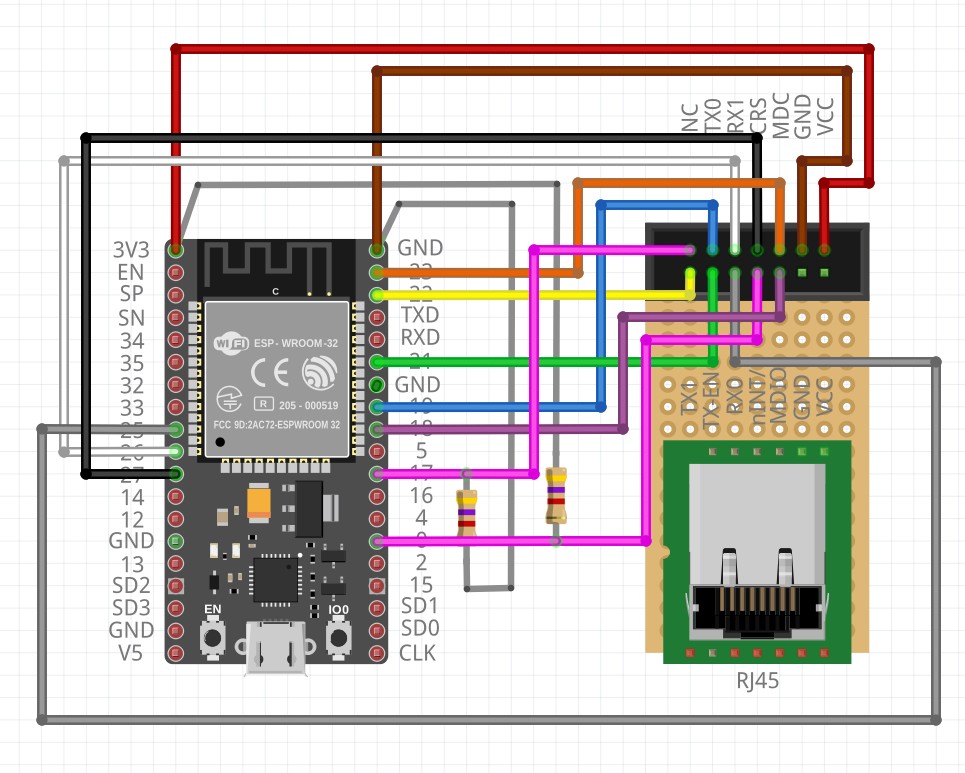 NC
TX0
RX1
CRS
MDC
GND
VCC
3V3
EN
SP
SN
34
35
32
33
25
26
27
14
12
GND
13
SD2
SD3
GND
V5
C
WiFi
ESP-WROOM-32
CE
R
205-000519
FCC 9D:2AC72-ESPWROOM 32
EN
IO0
GND
23
22
TXD
RXD
21
GND
19
18
5
17
16
4
0
2
15
SD1
SD0
CLK
TX1
TX-EN
RX0
nINT/
MDIO
GND
VCC
RJ45